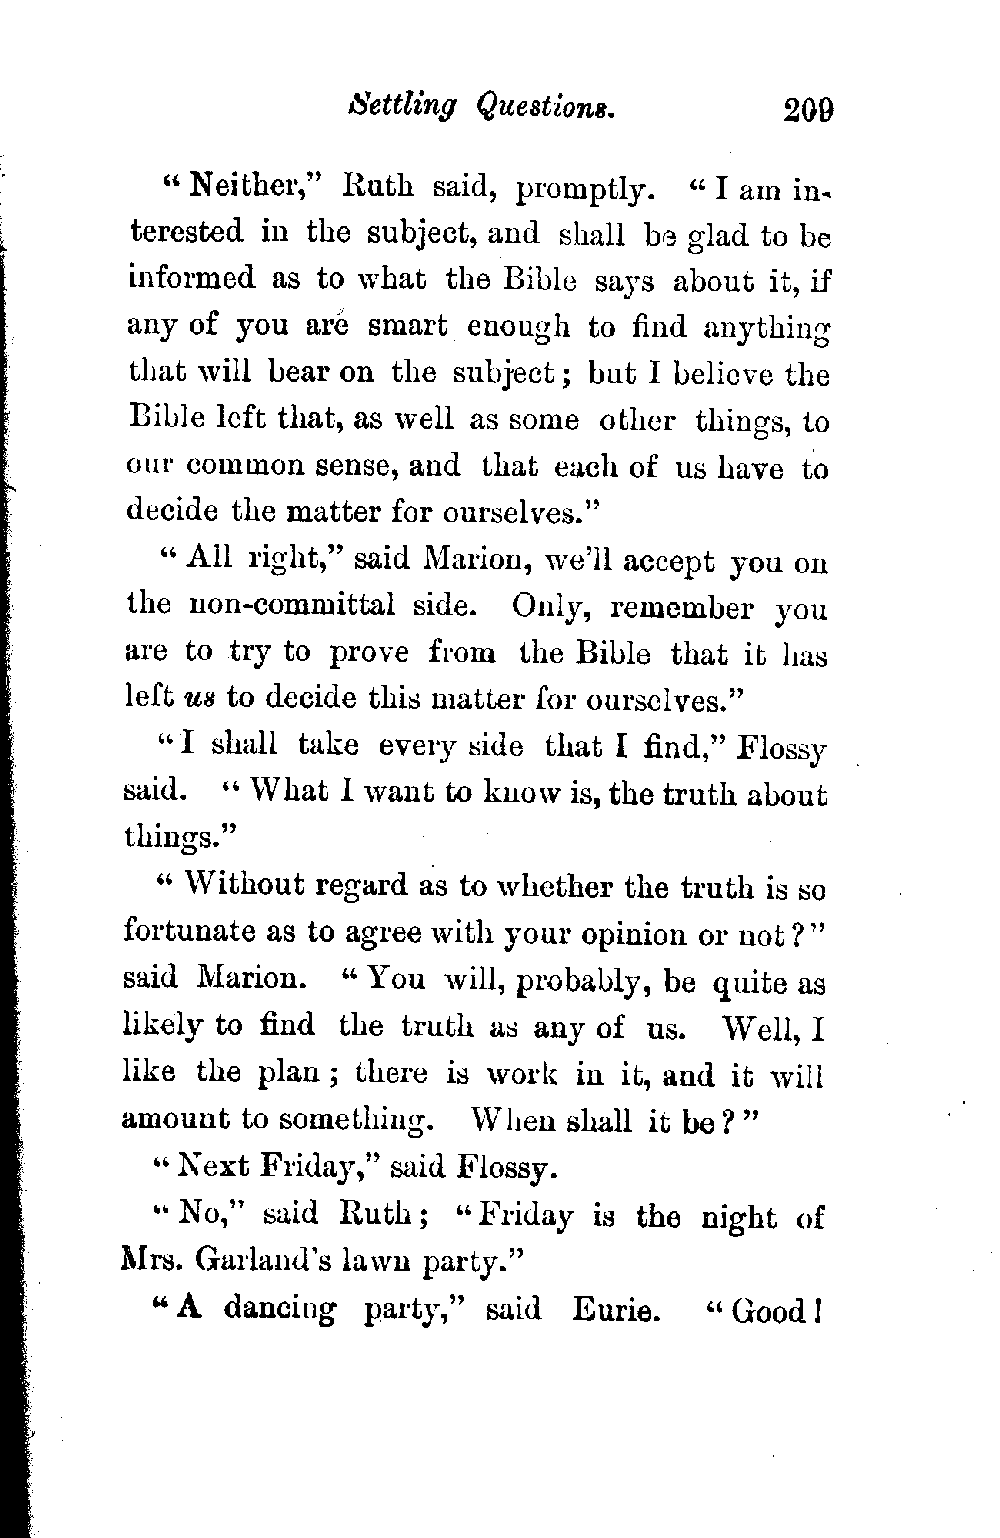 Settling Questions. 209
“ Neither,” Ruth said, promptly. “ I am in-
terested in the subject, and shall be glad to be
informed as to what the Bible says about it, if
any of you are smart enough to find anything
that will bear on the subject ; but I believe the
Bible left that, as well as some other things, to
our common sense, and that each of us have to
decide the matter for ourselves.”
“ All right,” said Marion, we’ll accept you on
the non-committal side. Only, remember you
are to try to prove from the Bible that it has
left us to decide this matter for ourselves.”
“ I shall take every side that I find,” Flossy
said. “ What I want to know is, the truth about
things.”
“ Without regard as to whether the truth is so
fortunate as to agree with your opinion or not ? ”
said Marion. “ You will, probably, be quite as
likely to find the truth as any of us. Well, I
like the plan ; there is work in it, and it will
amount to something. When shall it be ? ”
“ Next Friday,” said Flossy.
“ No,” said Ruth ; “ Friday is the night of
Mrs. Garland’s lawn party.”
“ A dancing party,” said Eurie. “ Good !